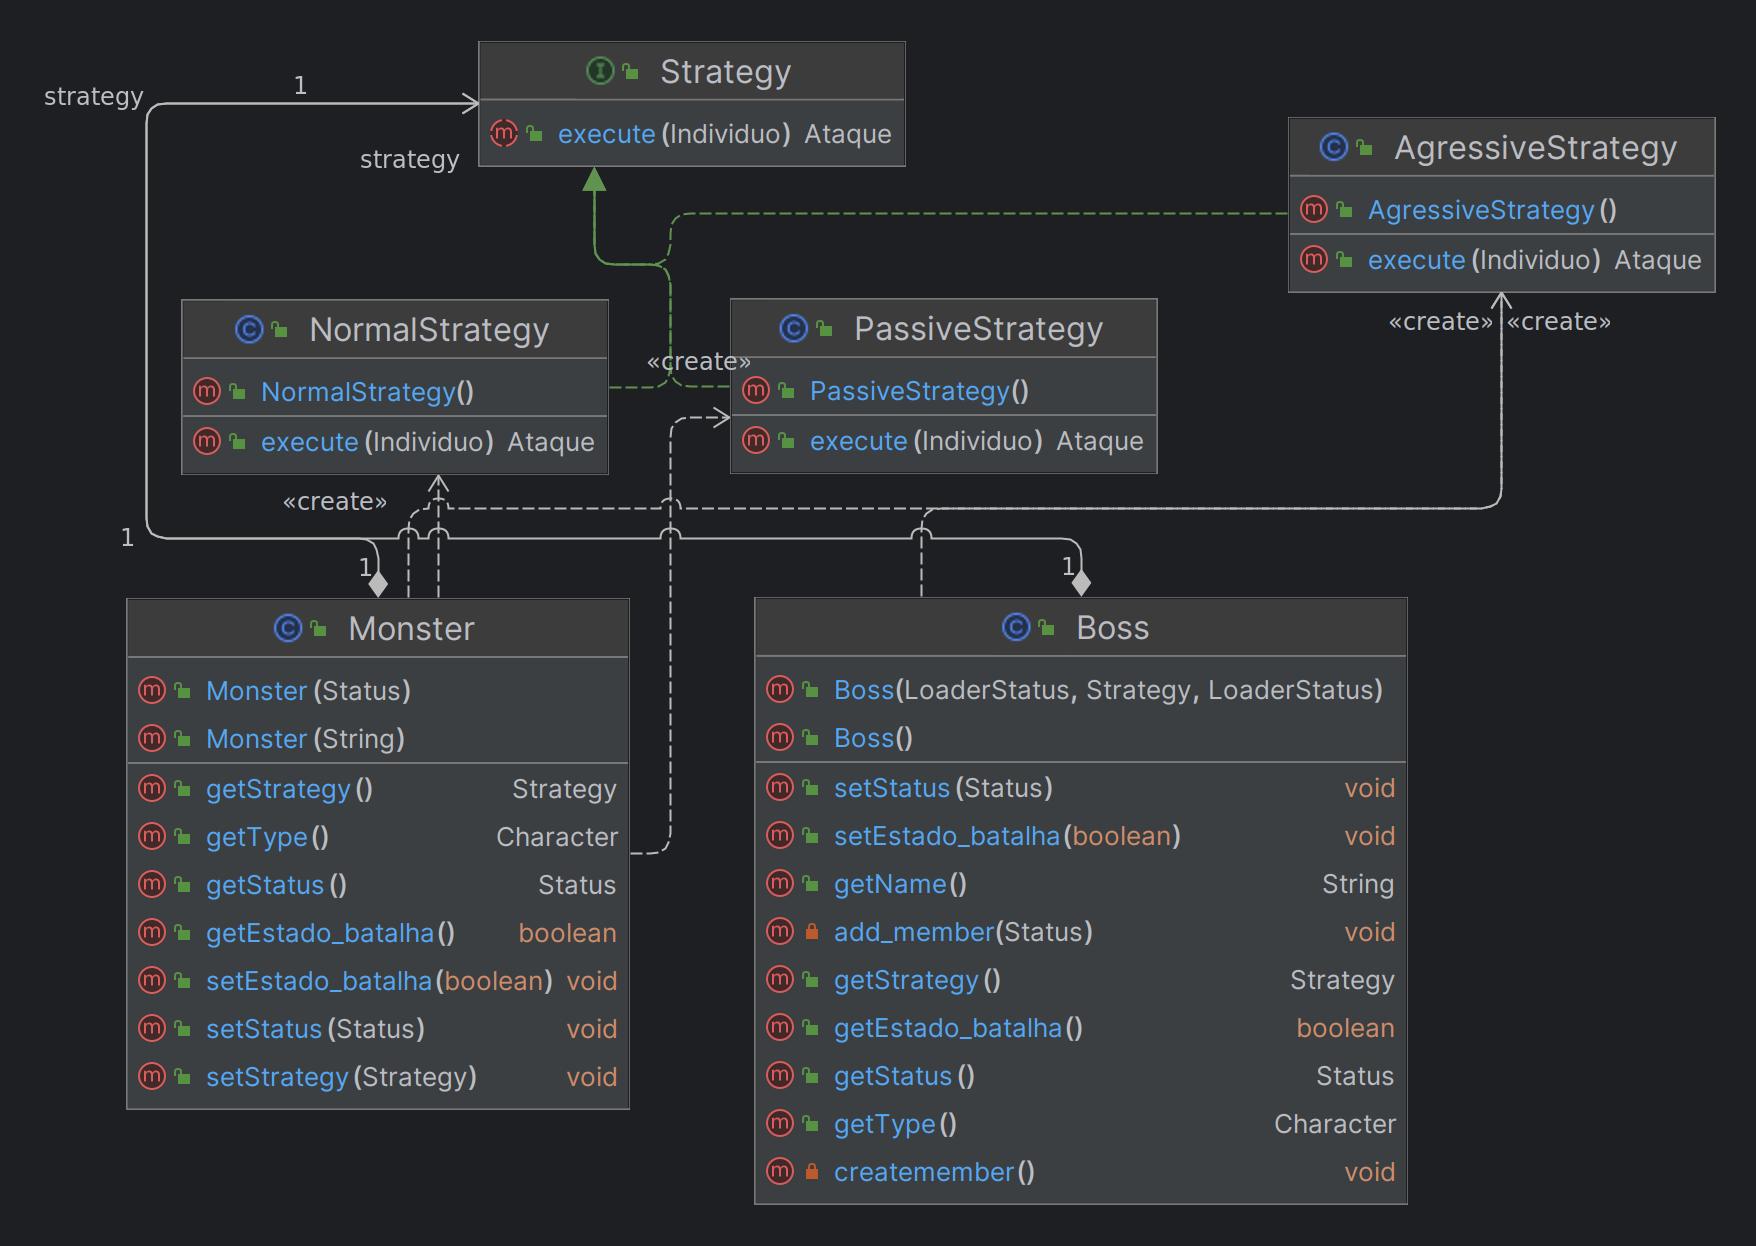 Strategy
execute(Individuo) Ataque
strategy
1
strategy
AgressiveStrategy
AgressiveStrategy()
execute(Individuo) Ataque
«create»
«create»
NormalStrategy
NormalStrategy()
execute(Individuo) Ataque
«create»
PassiveStrategy
PassiveStrategy()
execute(Individuo) Ataque
«create»
1
1
1
Monster
Monster(Status)
Monster(String)
getStrategy() Strategy
getType() Character
getStatus() Status
getEstado_batalha() boolean
setEstado_batalha(boolean) void
setStatus(Status) void
setStrategy(Strategy) void
Boss
Boss(LoaderStatus, Strategy, LoaderStatus)
Boss()
setStatus(Status) void
setEstado_batalha(boolean) void
getName() String
add_member(Status) void
getStrategy() Strategy
getEstado_batalha() boolean
getStatus() Status
getType() Character
createmember() void